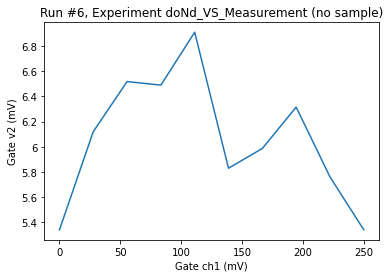 Run #6, Experiment doNd_VS_Measurement (no sample)
Gate v2 (mV)
6.8
6.6
6.4
6.2
6
5.8
5.6
5.4
0 50 100 150 200 250
Gate ch1 (mV)